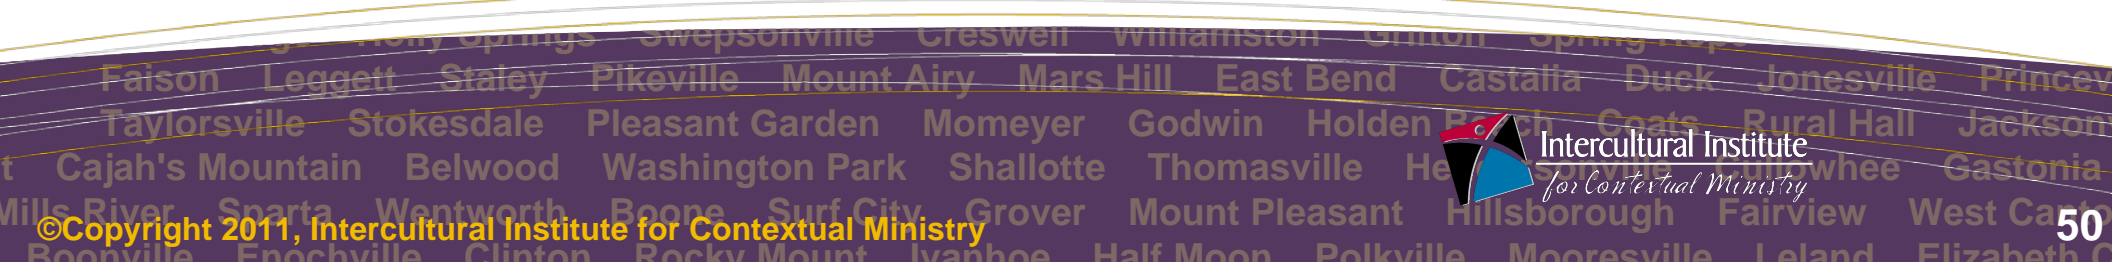 Holly Springs Swepsonville Creswell Williamston Grifton Spring Hope
Faison Leggett Staley Pikeville Mount Airy Mars Hill East Bend Castalia Duck Jonesville Princev
Taylorsville Stokesdale Pleasant Garden Momeyer Godwin Holden Coats Rural Hall Jackson
t Cajah's Mountain Belwood Washington Park Shallotte Thomasville Gastonia
Intercultural Institute
for Contextual Ministry
Mills River Sparta Wentworth Boone Surf City Grover Mount Pleasant Hillsborough Fairview West
©Copyright 2011, Intercultural Institute for Contextual Ministry
50
Boonville Enochville Clinton Rocky Mount Ivanhoe Half Moon Polkville Mooresville Leland Elizabeth C